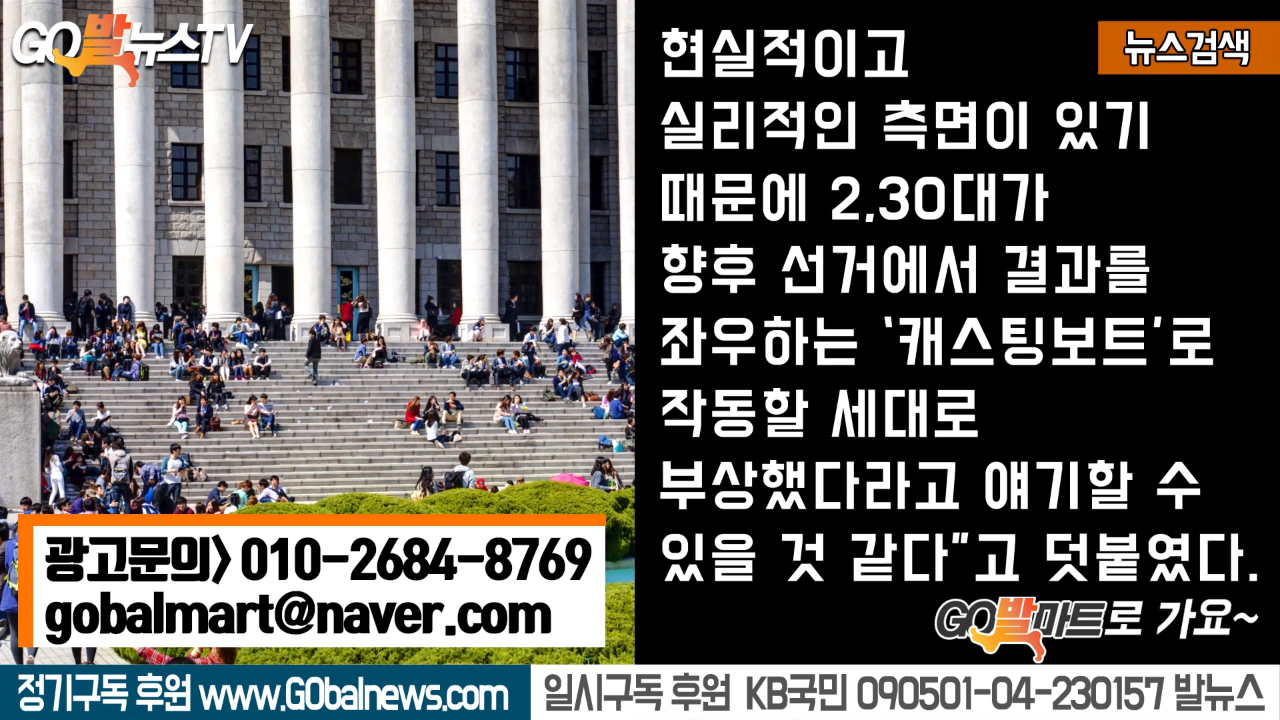 GO발뉴스TV
뉴스검색
현실적이고
실리적인 측면이 있기
때문에 2,30대가
향후 선거에서 결과를
좌우하는 ‘캐스팅보트’로
작동할 세대로
부상했다라고 얘기할 수
있을 것 같다”고 덧붙였다.
광고문의> 010-2684-8769
gobalmart@naver.com
GO발마트로 가요~
정기구독 후원 www.GObalnews.com
일시구독 후원 KB국민 090501-04-230157 발뉴스